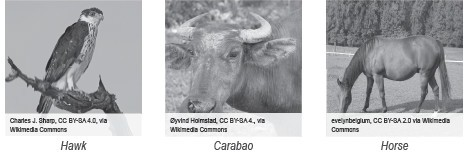 Charles J. Sharp, CC BY-SA 4.0, via
Wikimedia Commons
Hawk
Øyvind Holmstad, CC BY-SA 4., via
Wikimedia Commons
Carabao
evelynbelgium, CC BY-SA 2.0 via Wikimedia
Commons
Horse